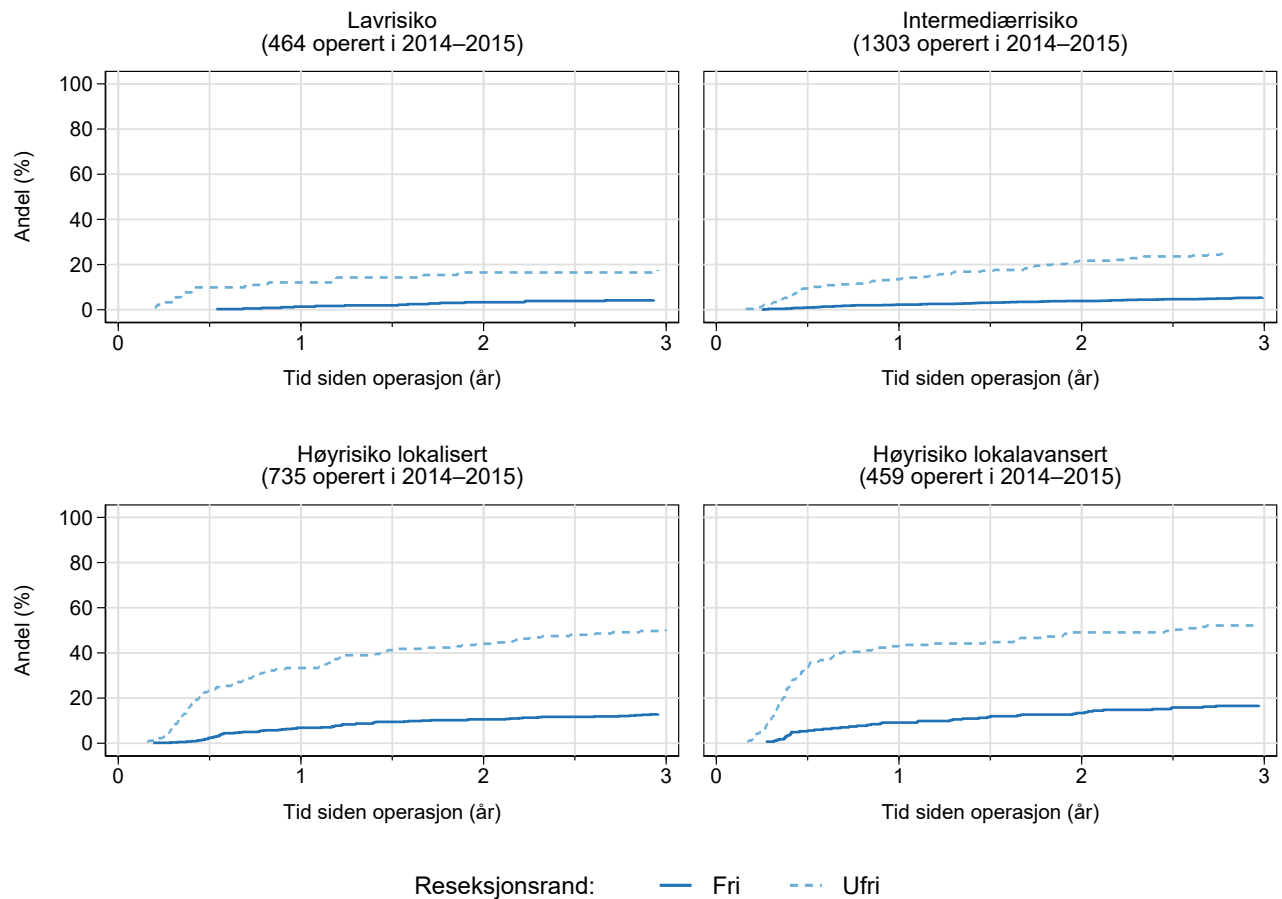 Lavrisiko
(464 operert i 2014–2015)
Intermediærrisiko
(1303 operert i 2014–2015)
Andel (%)
100
80
60
40
20
0
0 1 2 3
0 1 2 3
Tid siden operasjon (år)
Tid siden operasjon (år)
Høyrisiko lokalisert
(735 operert i 2014–2015)
Høyrisiko lokalavansert
(459 operert i 2014–2015)
Andel (%)
100
80
60
40
20
0
0 1 2 3
0 1 2 3
Tid siden operasjon (år)
Tid siden operasjon (år)
Reseksjonsrand: Fri Ufri